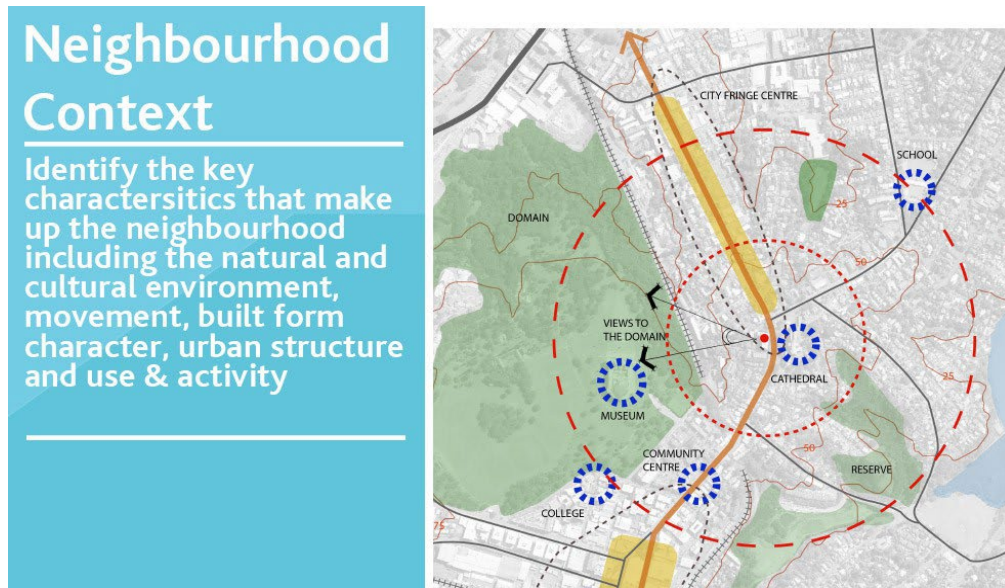 Neighbourhood
Context
Identify the key
charactersitics that make
up the neighbourhood
including the natural and
cultural environment,
movement, built form
character, urban structure
and use & activity
CITY FRINGE CENTRE
SCHOOL
DOMAIN
25
50
VIEWS TO
THE DOMAIN
CATHEDRAL
25
MUSEUM
COMMUNITY
CENTRE
50
RESERVE
COLLEGE
75